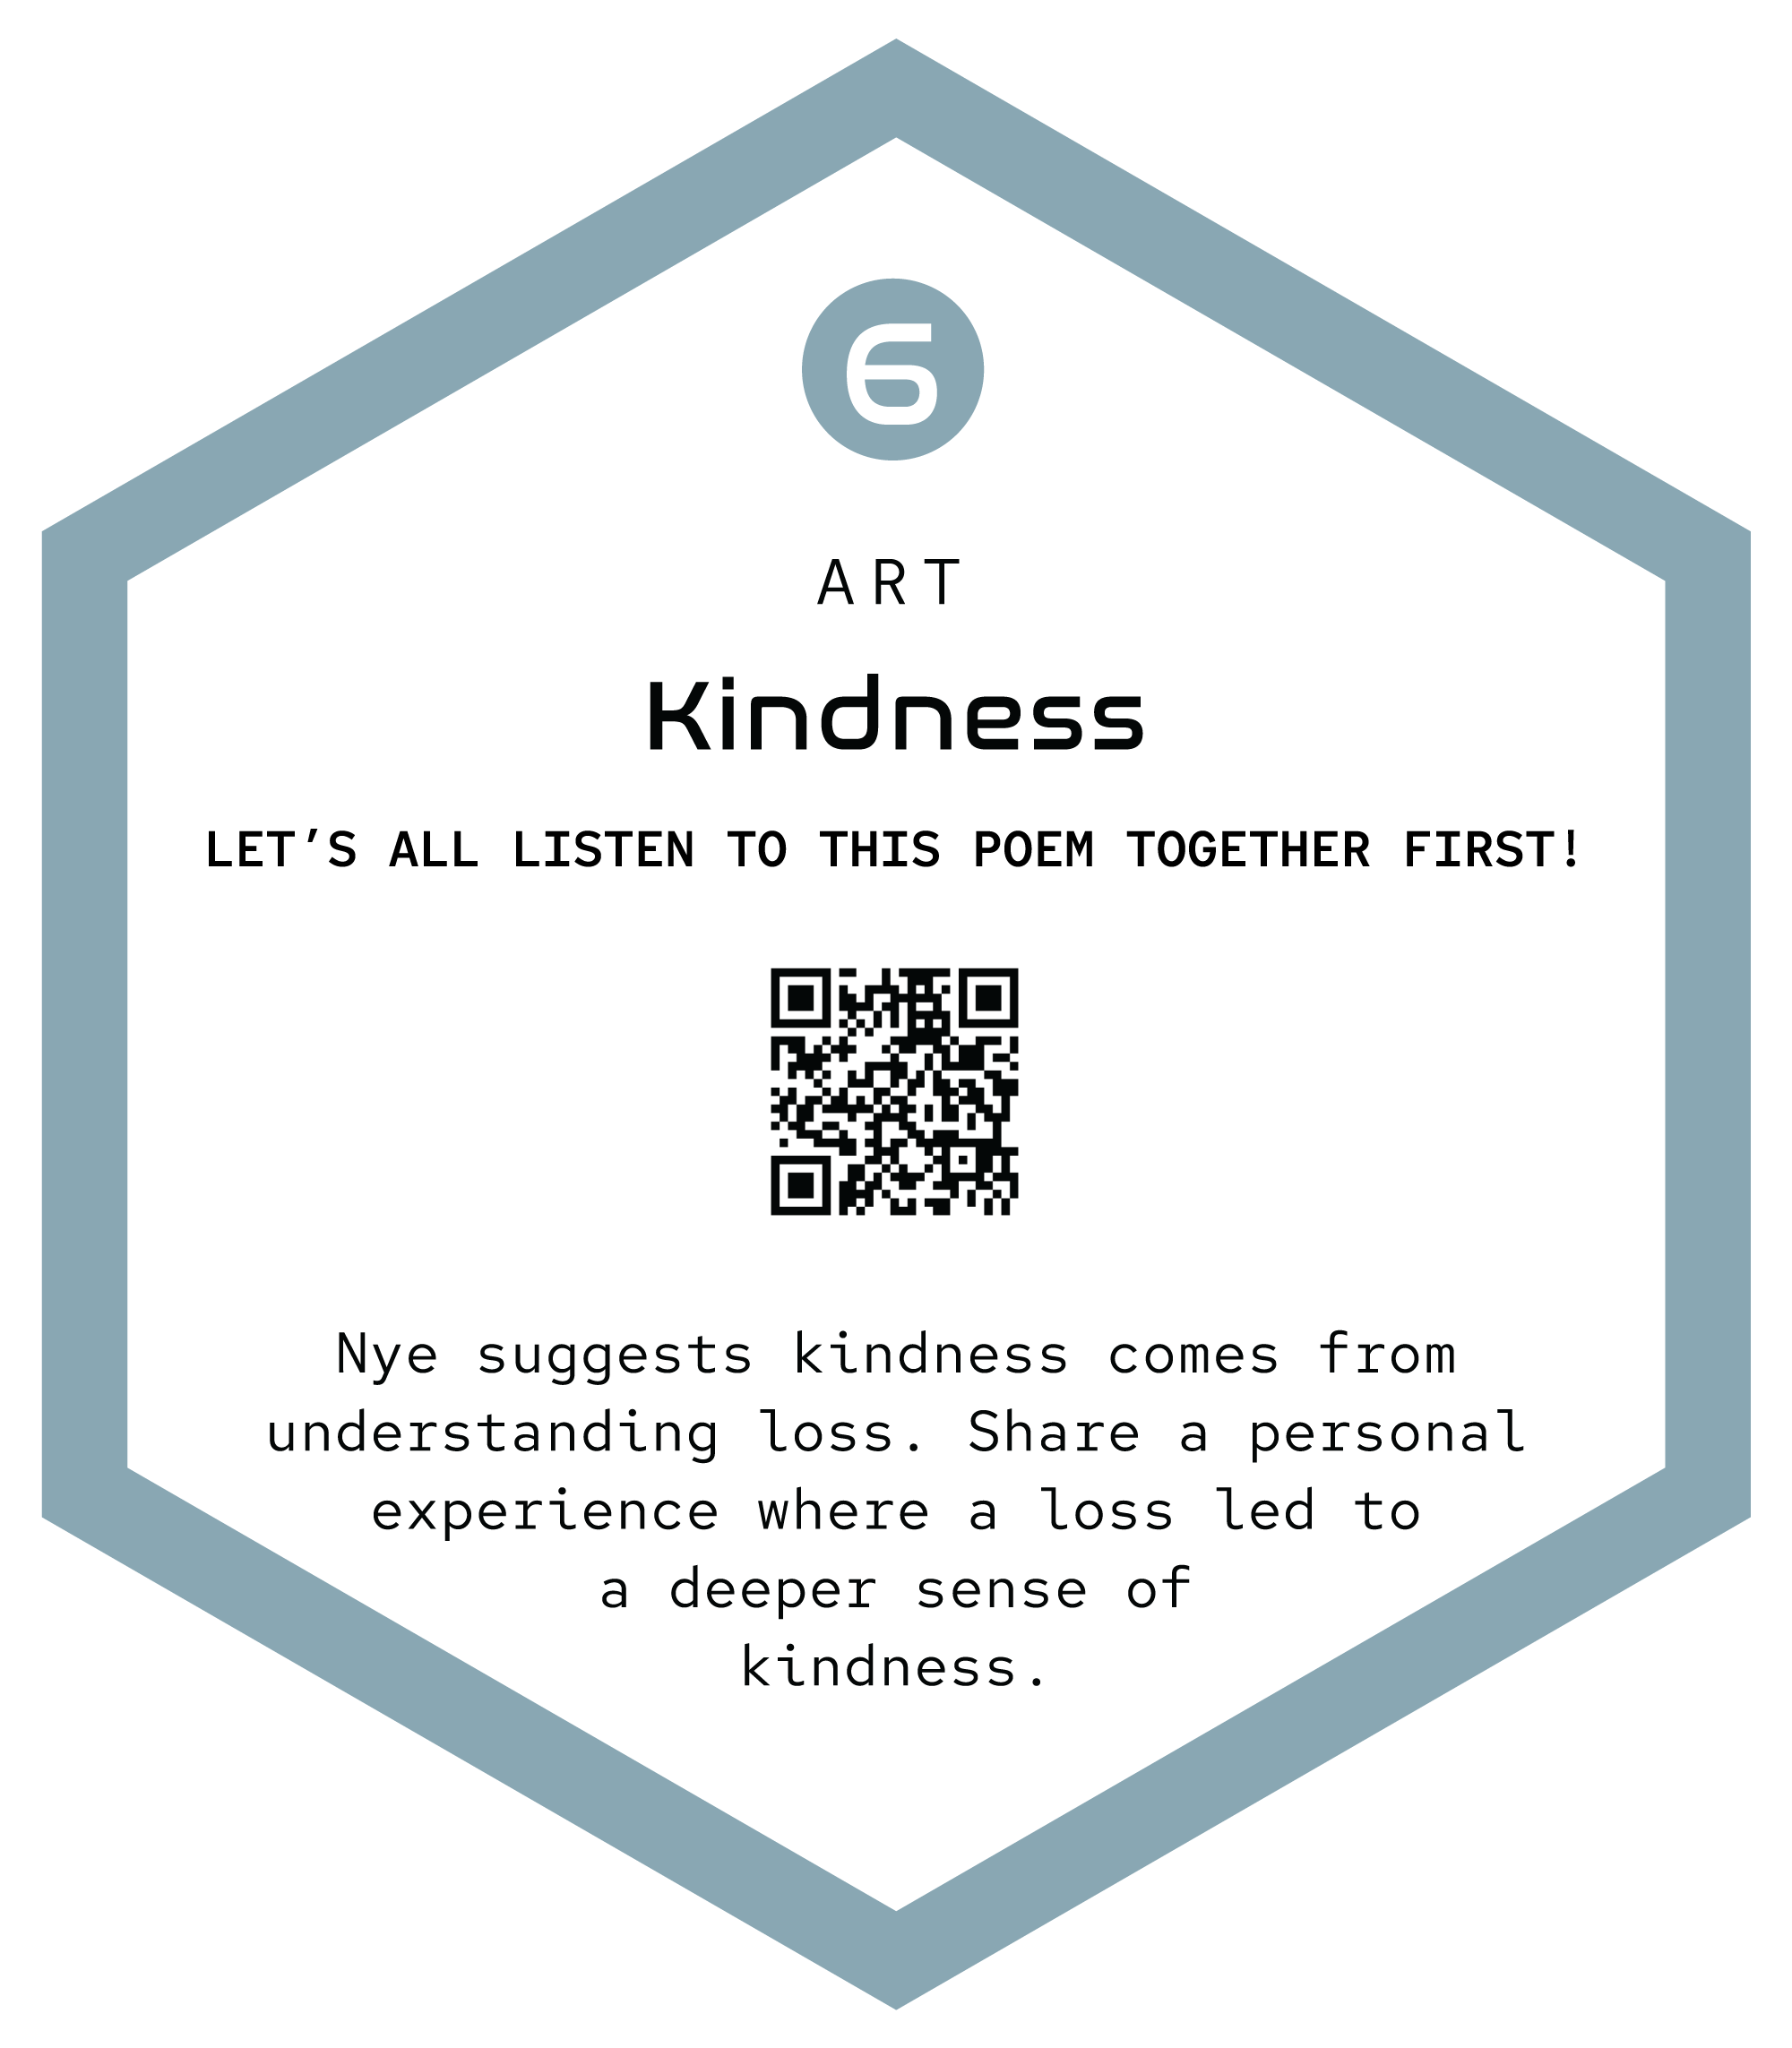 6
ART
Kindness
LET'S ALL LISTEN TO THIS POEM TOGETHER FIRST!
Nye suggests kindness comes from
understanding loss. Share a personal
experience where a loss led to
a deeper sense of
kindness.